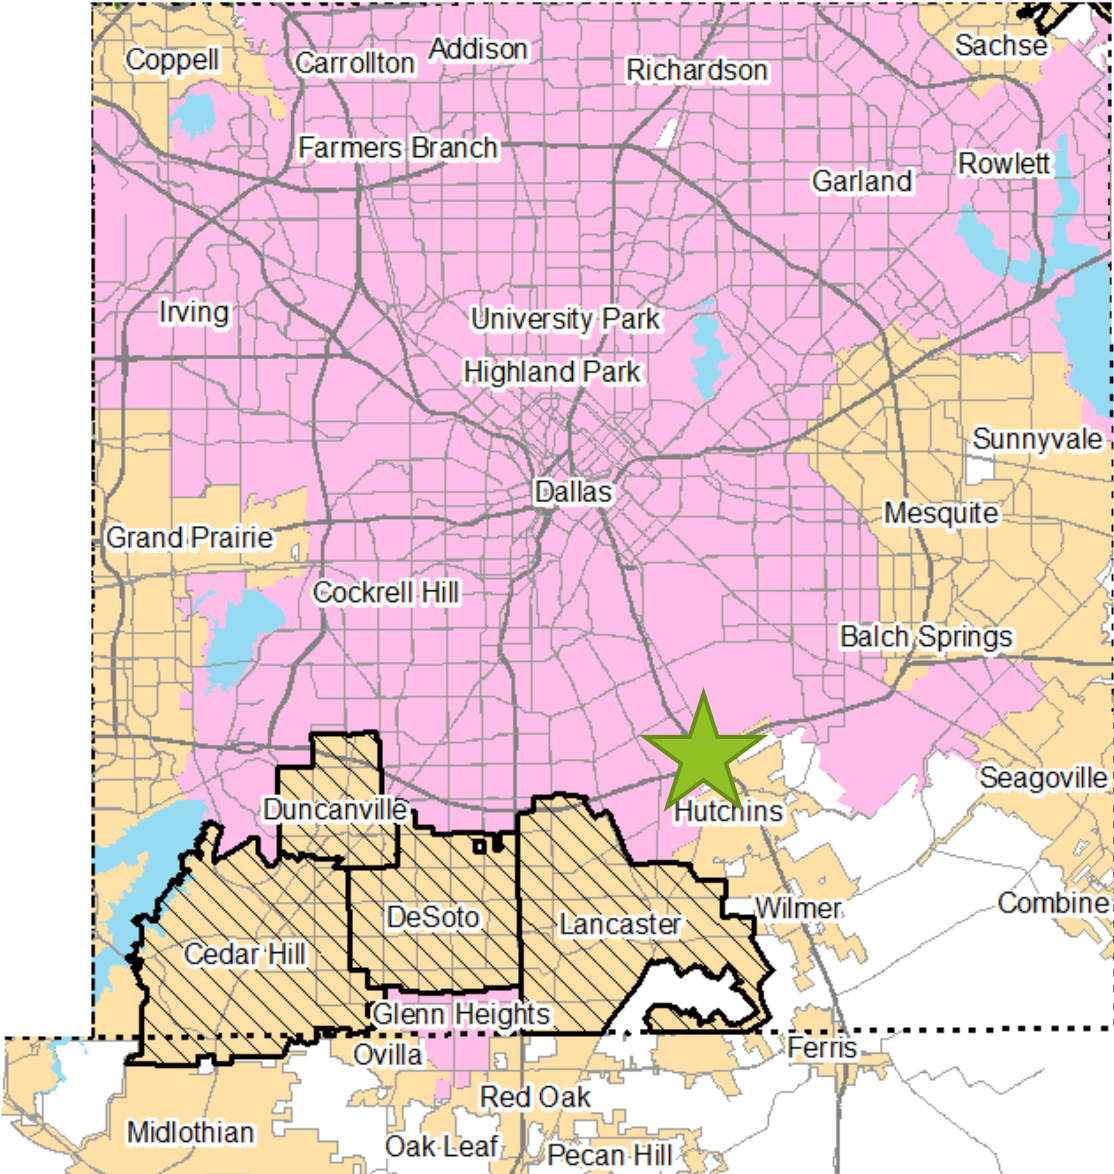 Sachse
Coppell
Carrollton
Addison
Richardson
Farmers Branch
Rowlett
Garland
Irving
University Park
Highland Park
Sunnyvale
Dallas
Mesquite
Grand Prairie
Cockrell Hill
Balch Springs
Seagoville
Duncanville
Hutchins
Combine
Wilmer
DeSoto
Lancaster
Cedar Hill
Glenn Heights
Ferris
Ovilla
Red Oak
Midlothian
Oak Leaf
Pecan Hill